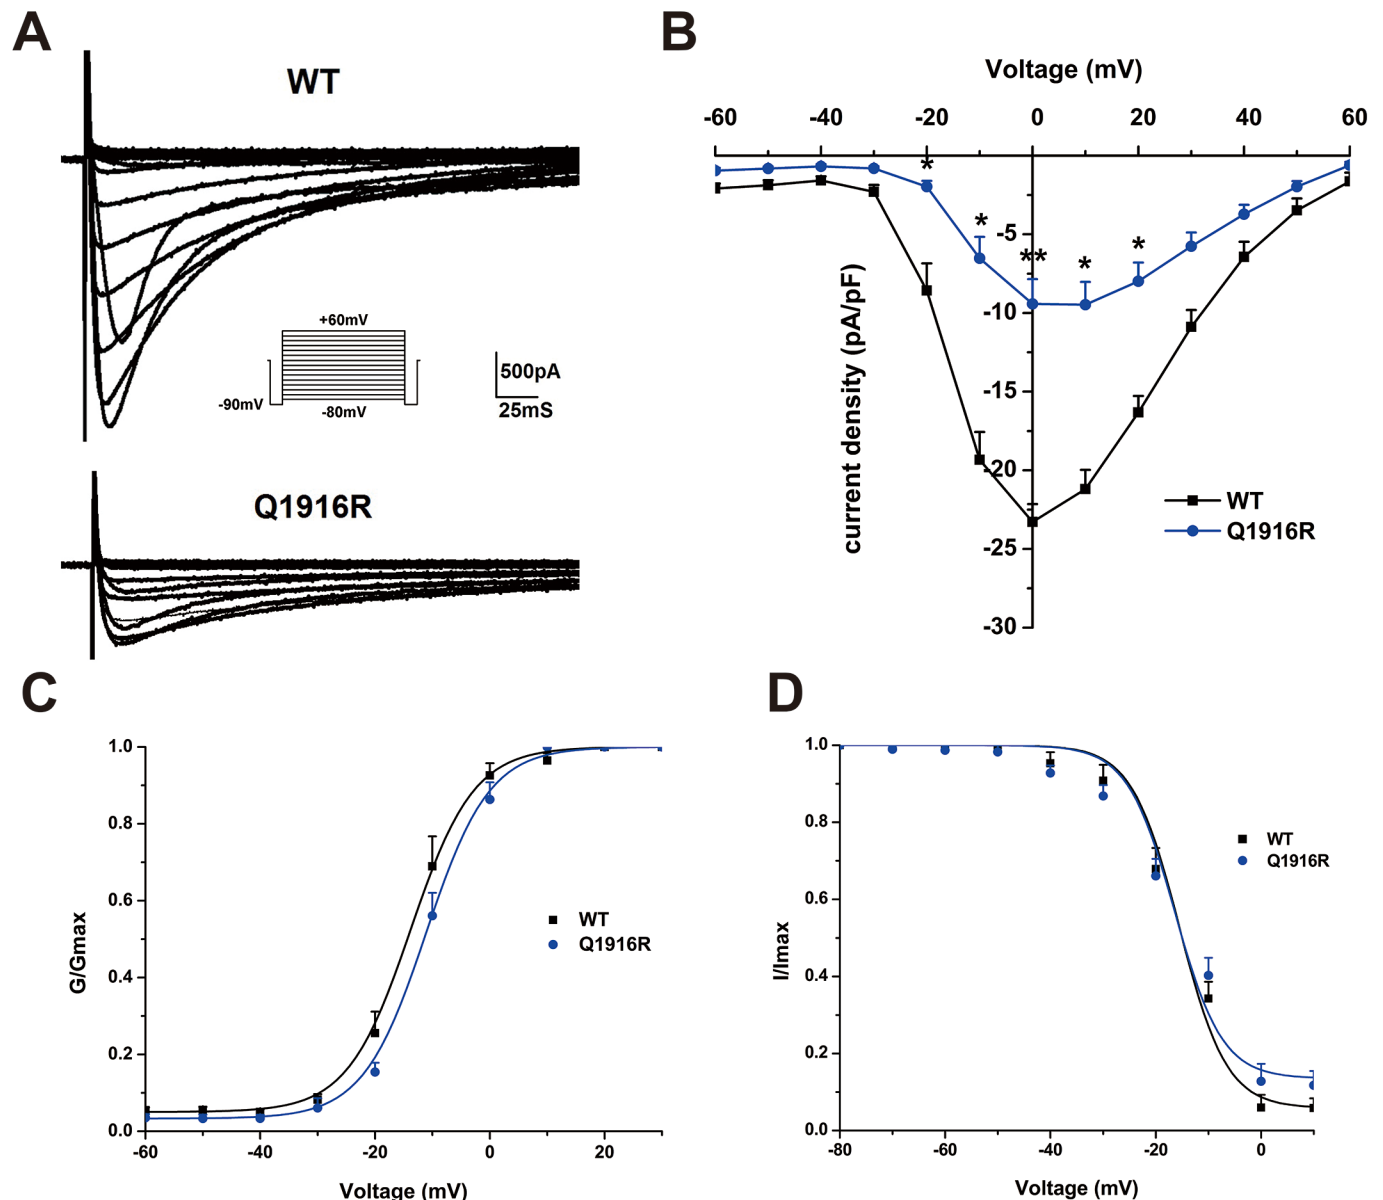 A
WT
+60mV
-90mV
-80mV
500pA
25mS
Q1916R
B
Voltage (mV)
-60 -40 -20 0 20 40 60
*
*
**
*
*
-5
-10
-15
-20
-25
-30
current density (pA/pF)
WT
Q1916R
C
1.0
0.8
0.6
0.4
0.2
0.0
G/Gmax
WT
Q1916R
-60 -40 -20 0 20
Voltage (mV)
D
1.0
0.8
0.6
0.4
0.2
0.0
I/Imax
WT
Q1916R
-80 -60 -40 -20 0
Voltage (mV)